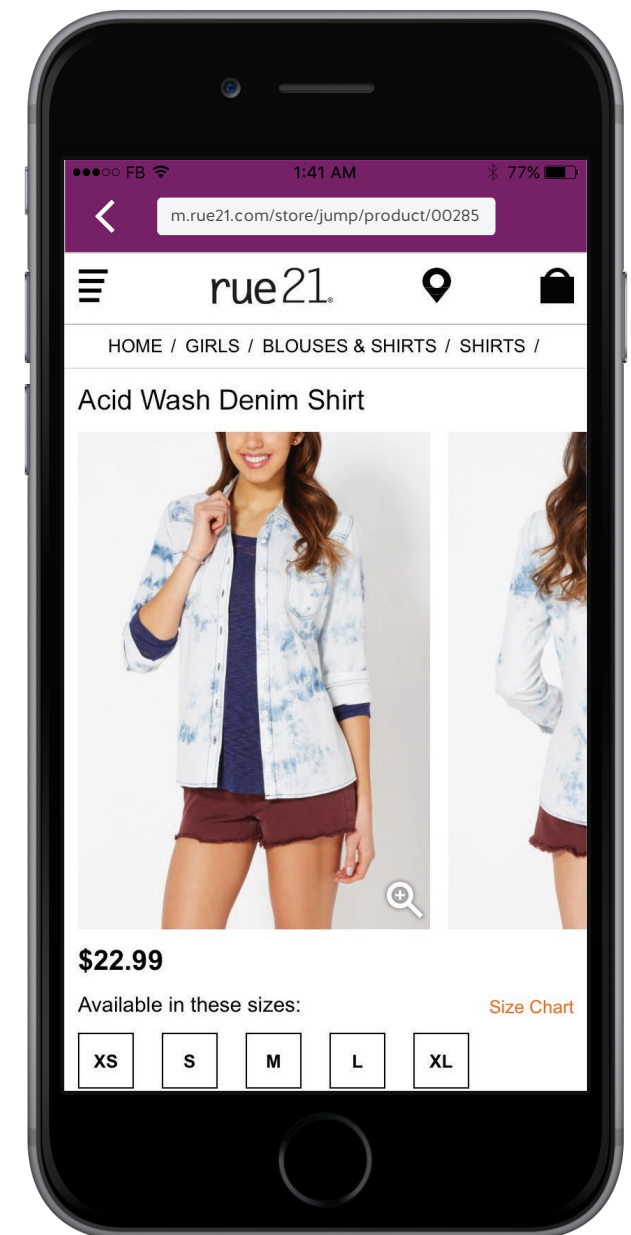 FB 1:41 AM 77%
m.rue21.com/store/jump/product/00285
rue21.
HOME / GIRLS / BLOUSES & SHIRTS / SHIRTS /
Acid Wash Denim Shirt
$22.99
Available in these sizes: Size Chart
XS S M L XL